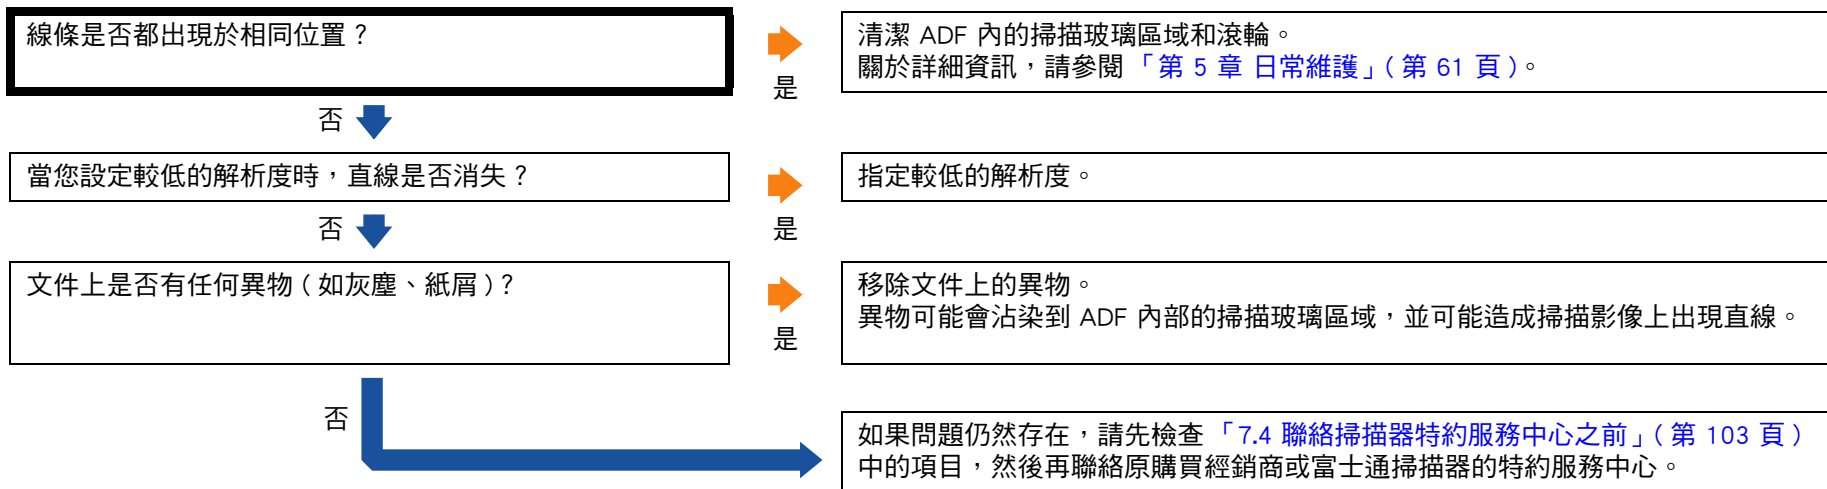 線條是否都出現於相同位置？
是
清潔 ADF 內的掃描玻璃區域和滾輪。
關於詳細資訊，請參閱「第 5 章 日常維護」( 第 61 頁 )。
否
當您設定較低的解析度時，直線是否消失？
是
指定較低的解析度。
否
文件上是否有任何異物 ( 如灰塵、紙屑 )？
是
移除文件上的異物。
異物可能會沾染到 ADF 內部的掃描玻璃區域，並可能造成掃描影像上出現直線。
否
如果問題仍然存在，請先檢查「7.4 聯絡掃描器特約服務中心之前」( 第 103 頁 )
中的項目，然後再聯絡原購買經銷商或富士通掃描器的特約服務中心。